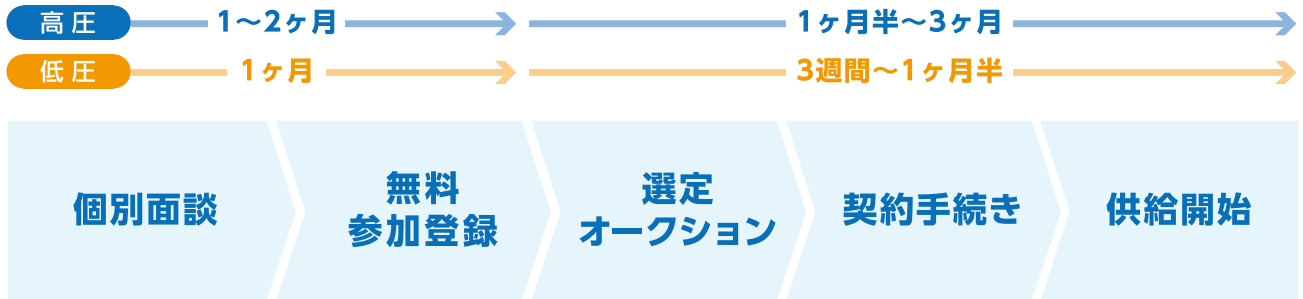 高圧 1～2ヶ月 1ヶ月半～3ヶ月
低圧 1ヶ月 3週間～1ヶ月半
個別面談
無料
参加登録
選定
オークション
契約手続き
供給開始